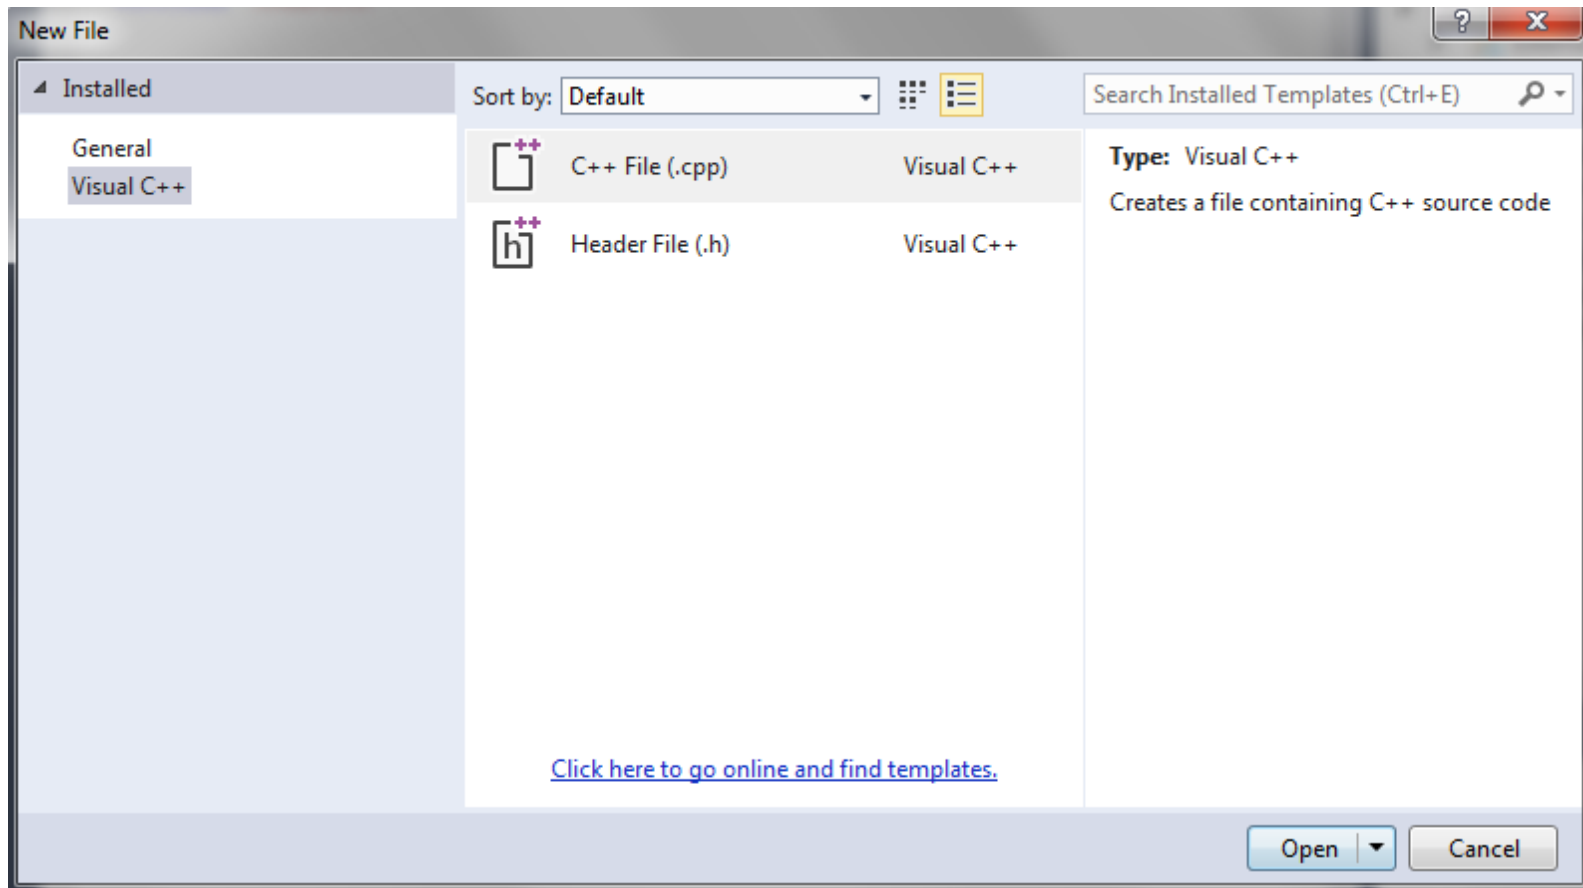 New File
Installed
General
Visual C++
Sort by: Default
C++ File (.cpp) Visual C++
Header File (.h) Visual C++
Click here to go online and find templates.
Search Installed Templates (Ctrl+E)
Type: Visual C++
Creates a file containing C++ source code
Open Cancel